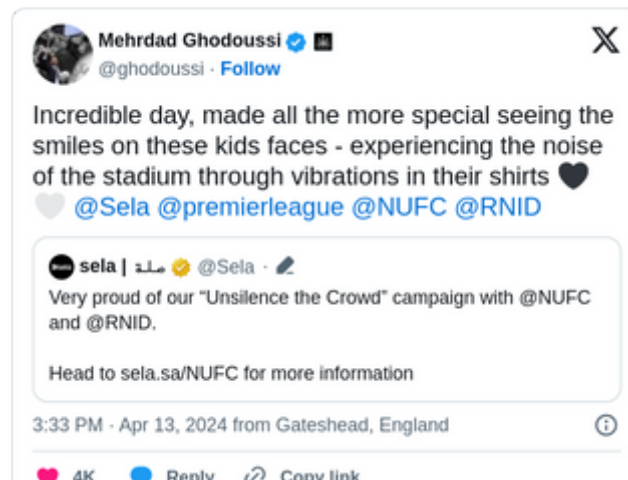 Mehrdad Ghodoussi
@ghodoussi · Follow
Incredible day, made all the more special seeing the
smiles on these kids faces - experiencing the noise
of the stadium through vibrations in their shirts 🖤
🤍 @Sela @premierleague @NUFC @RNID
sela | صلة @Sela ·
Very proud of our “Unsilence the Crowd” campaign with @NUFC
and @RNID.
Head to sela.sa/NUFC for more information
3:33 PM · Apr 13, 2024 from Gateshead, England
4K Reply Copy link